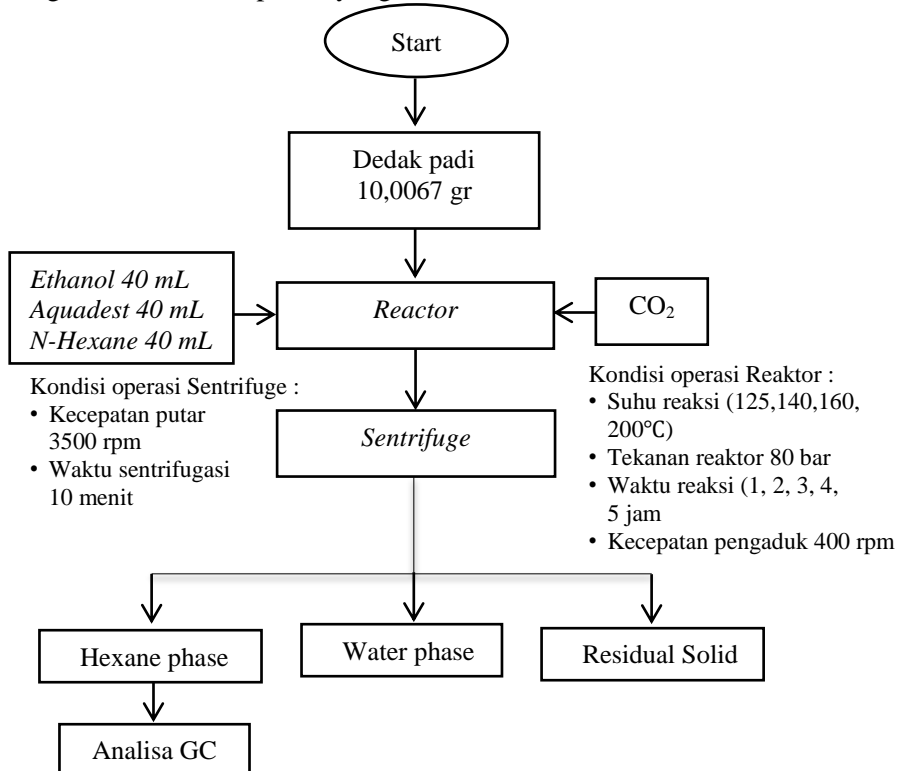 Start
Dedak padi
10,0067 gr
Ethanol 40 mL
Aquadest 40 mL
N-Hexane 40 mL
Reactor
CO₂
Kondisi operasi Sentrifuge :
• Kecepatan putar
3500 rpm
• Waktu sentrifugasi
10 menit
Sentrifuge
Kondisi operasi Reaktor :
• Suhu reaksi (125,140,160,
200℃)
• Tekanan reaktor 80 bar
• Waktu reaksi (1, 2, 3, 4,
5 jam
• Kecepatan pengaduk 400 rpm
Hexane phase
Water phase
Residual Solid
Analisa GC